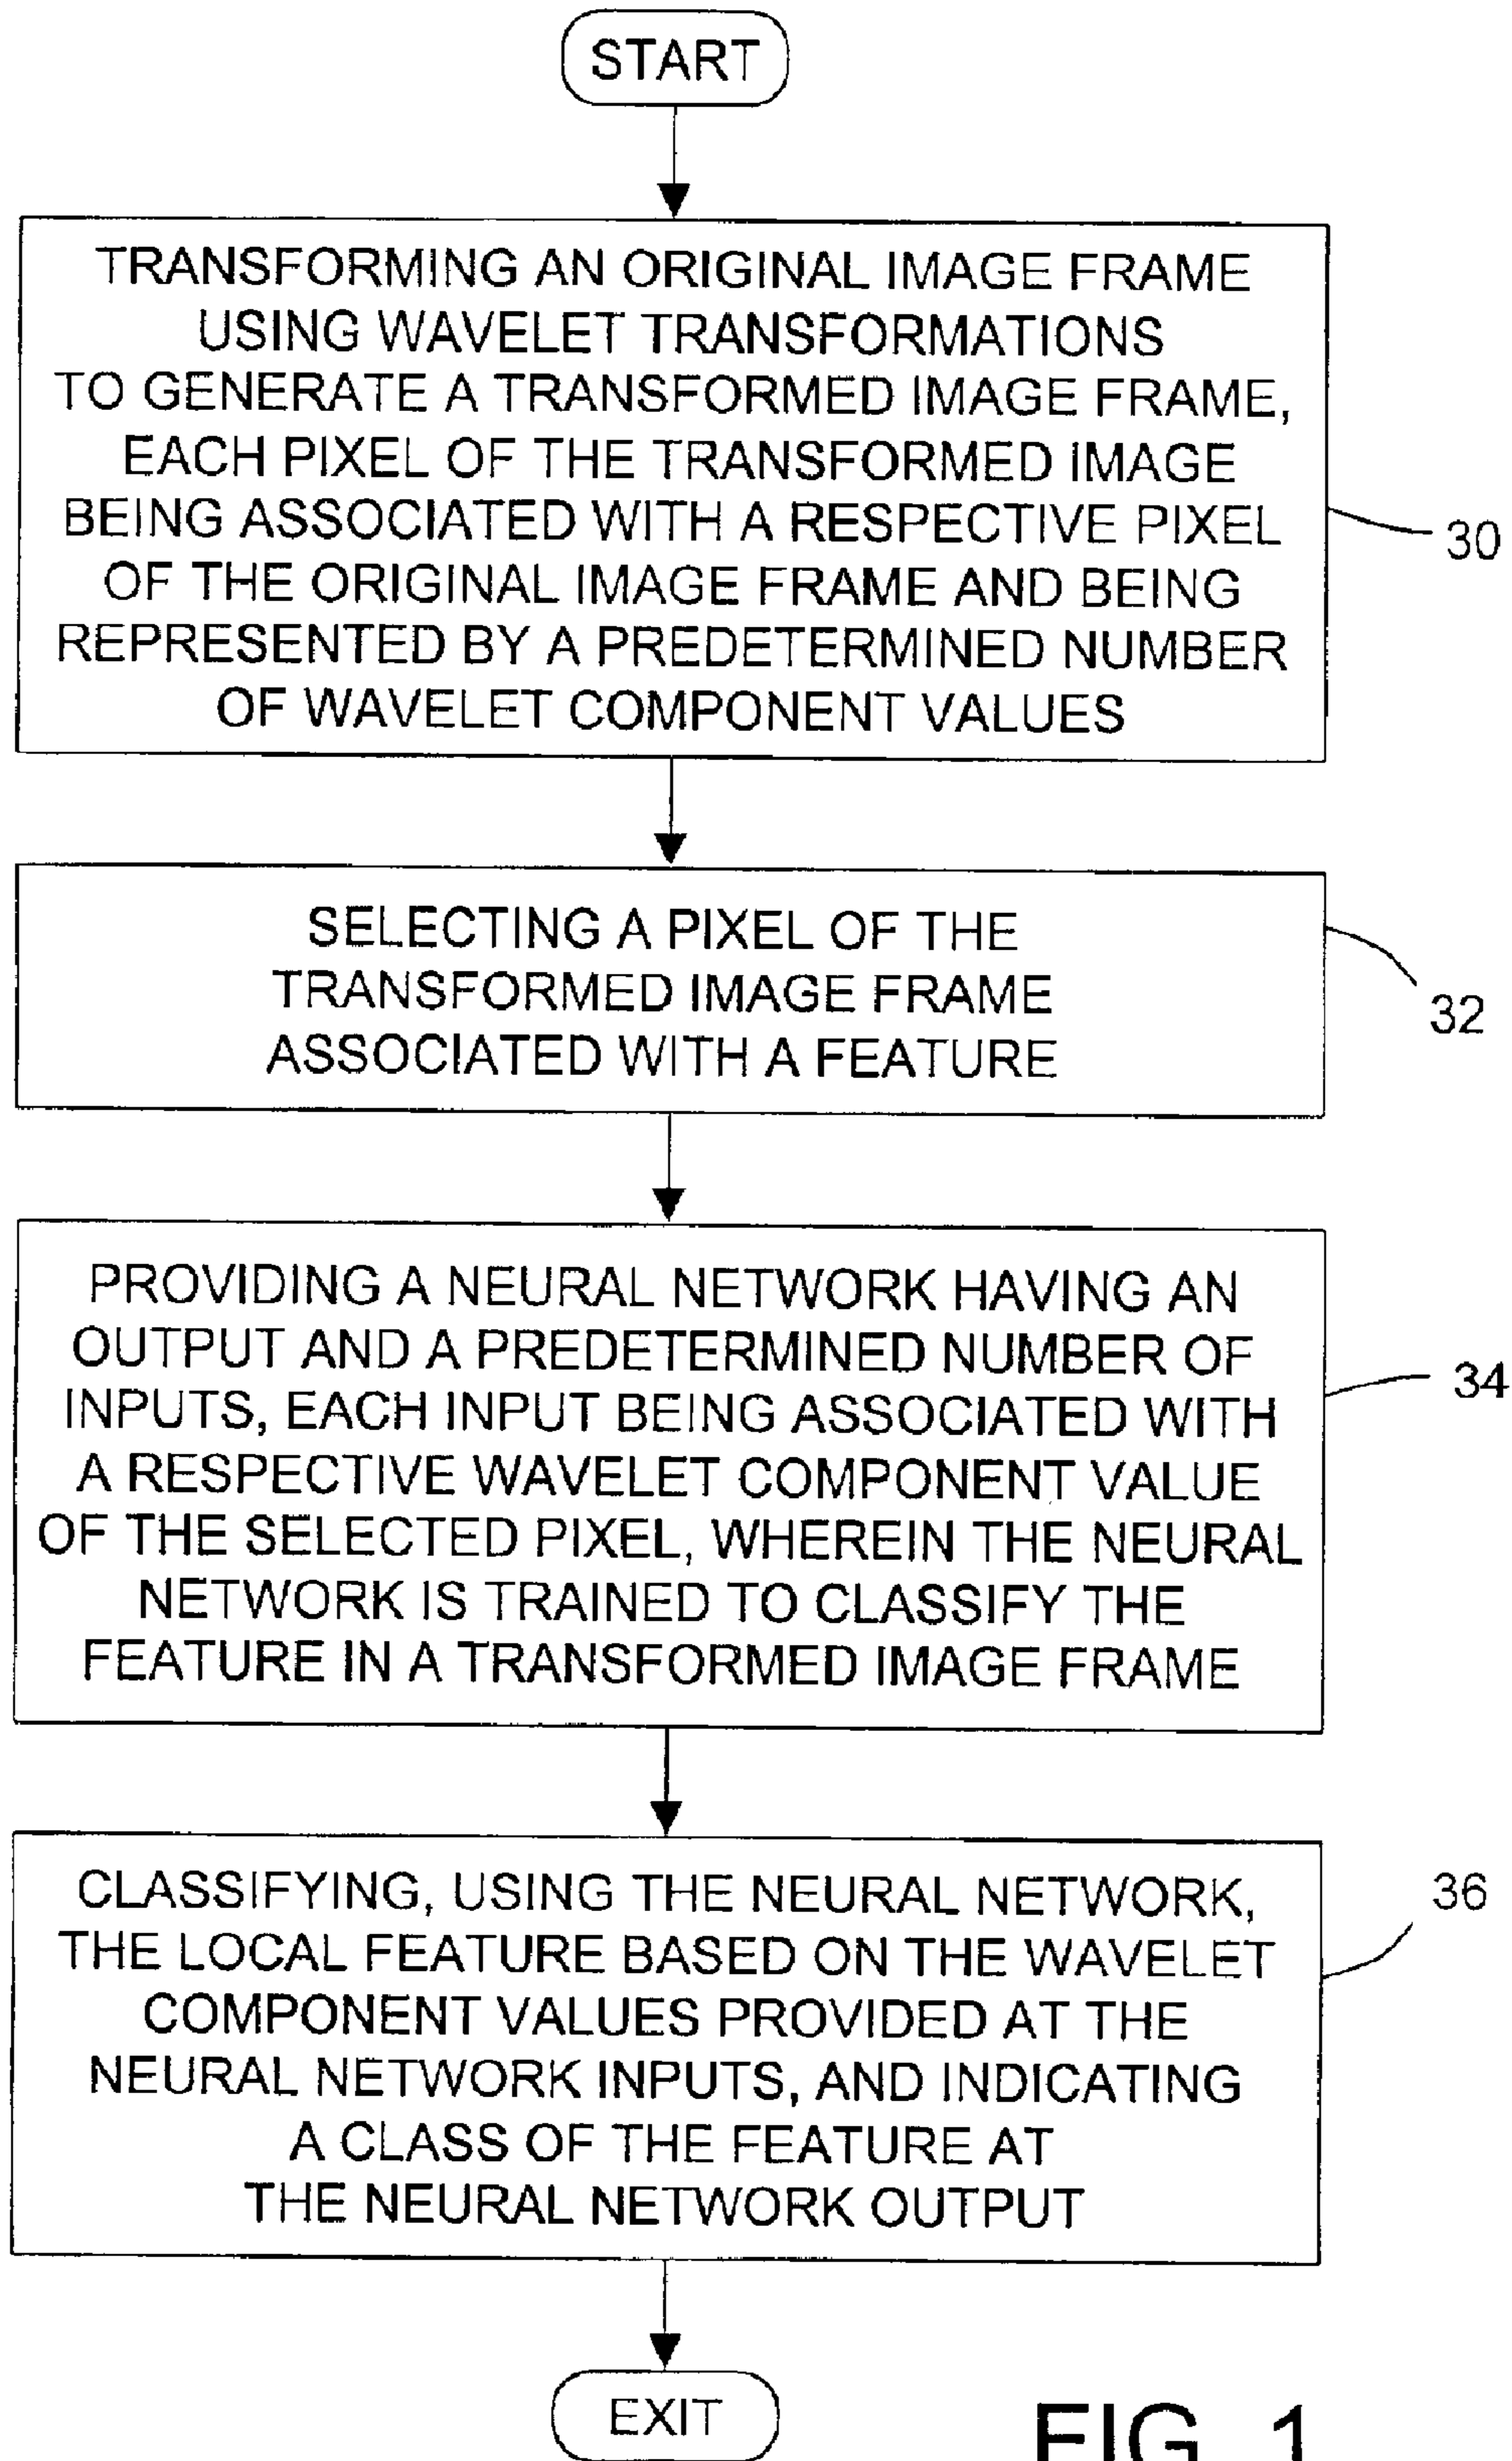 START
TRANSFORMING AN ORIGINAL IMAGE FRAME
USING WAVELET TRANSFORMATIONS
TO GENERATE A TRANSFORMED IMAGE FRAME,
EACH PIXEL OF THE TRANSFORMED IMAGE
BEING ASSOCIATED WITH A RESPECTIVE PIXEL
OF THE ORIGINAL IMAGE FRAME AND BEING
REPRESENTED BY A PREDETERMINED NUMBER
OF WAVELET COMPONENT VALUES
30
SELECTING A PIXEL OF THE
TRANSFORMED IMAGE FRAME
ASSOCIATED WITH A FEATURE
32
PROVIDING A NEURAL NETWORK HAVING AN
OUTPUT AND A PREDETERMINED NUMBER OF
INPUTS, EACH INPUT BEING ASSOCIATED WITH
A RESPECTIVE WAVELET COMPONENT VALUE
OF THE SELECTED PIXEL, WHEREIN THE NEURAL
NETWORK IS TRAINED TO CLASSIFY THE
FEATURE IN A TRANSFORMED IMAGE FRAME
34
CLASSIFYING, USING THE NEURAL NETWORK,
THE LOCAL FEATURE BASED ON THE WAVELET
COMPONENT VALUES PROVIDED AT THE
NEURAL NETWORK INPUTS, AND INDICATING
A CLASS OF THE FEATURE AT
THE NEURAL NETWORK OUTPUT
36
EXIT
FIG. 1